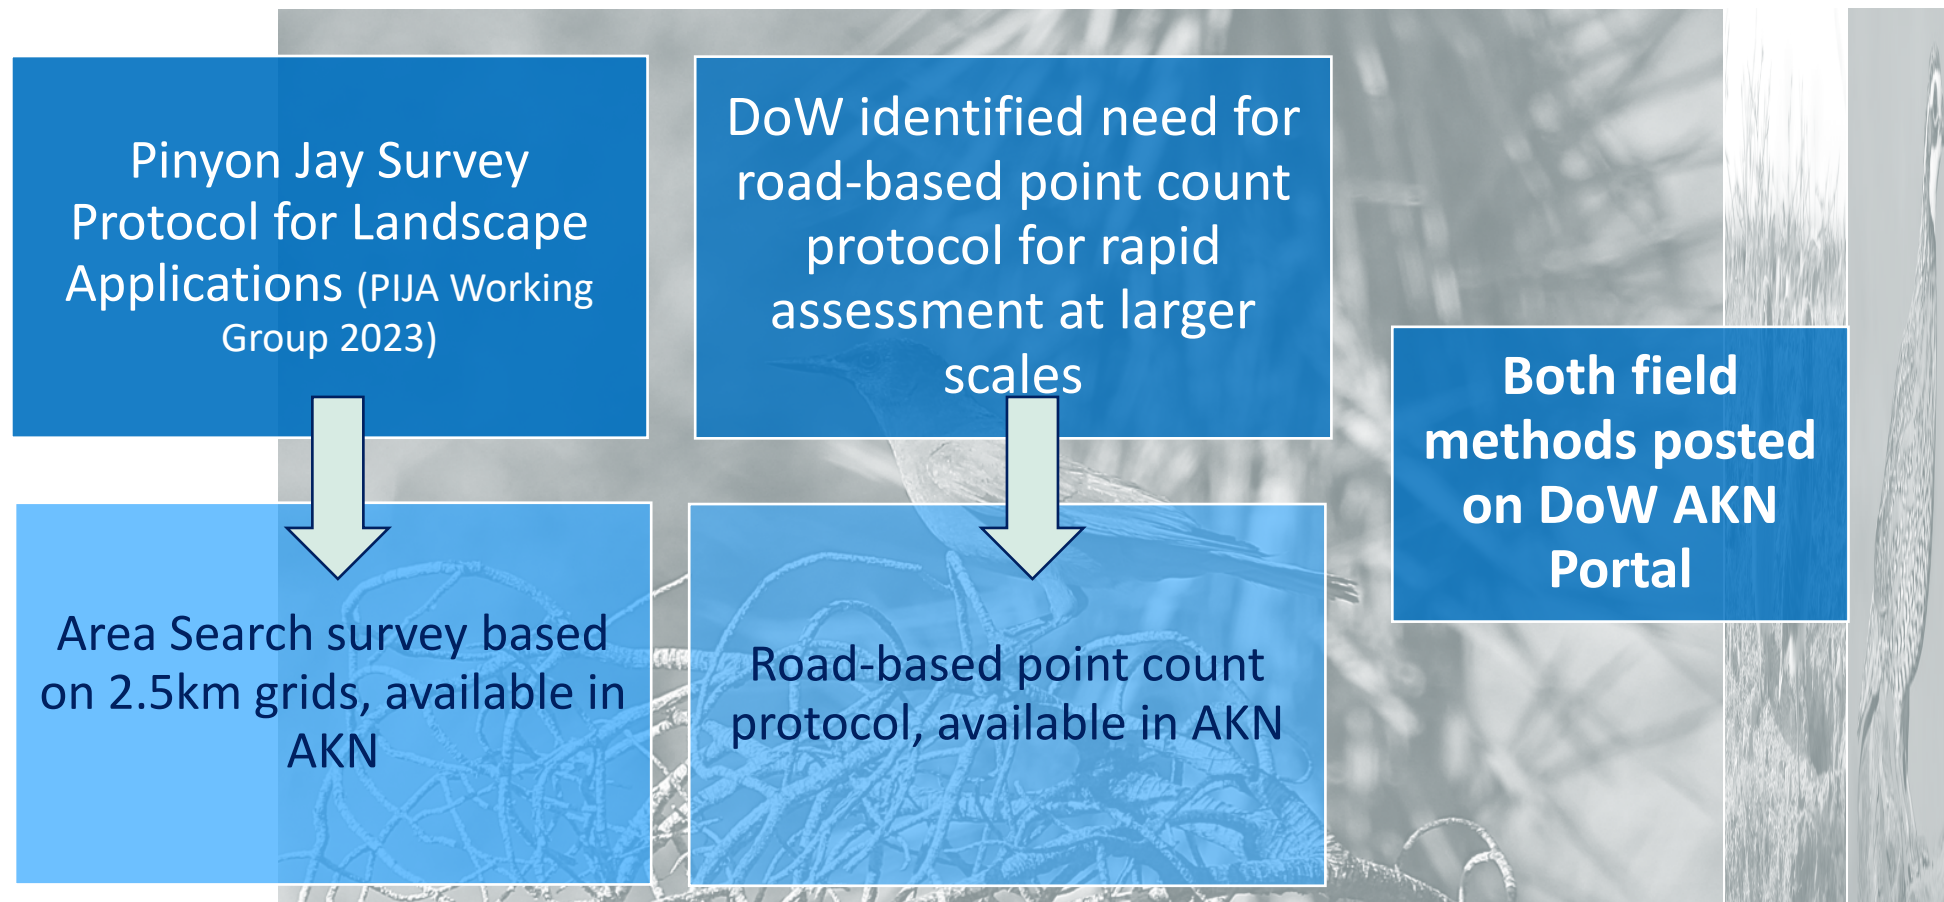 Pinyon Jay Survey
Protocol for Landscape
Applications (PIJA Working
Group 2023)
DoW identified need for
road-based point count
protocol for rapid
assessment at larger
scales
Both field
methods posted
on DoW AKN
Portal
Area Search survey based
on 2.5km grids, available in
AKN
Road-based point count
protocol, available in AKN